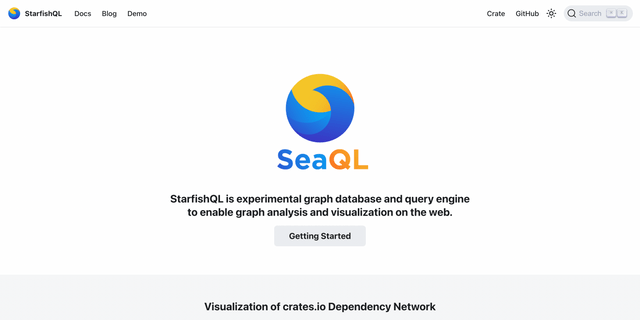 StarfishQL Docs Blog Demo Crate GitHub Search
SeaQL
StarfishQL is experimental graph database and query engine
to enable graph analysis and visualization on the web.
Getting Started
Visualization of crates.io Dependency Network